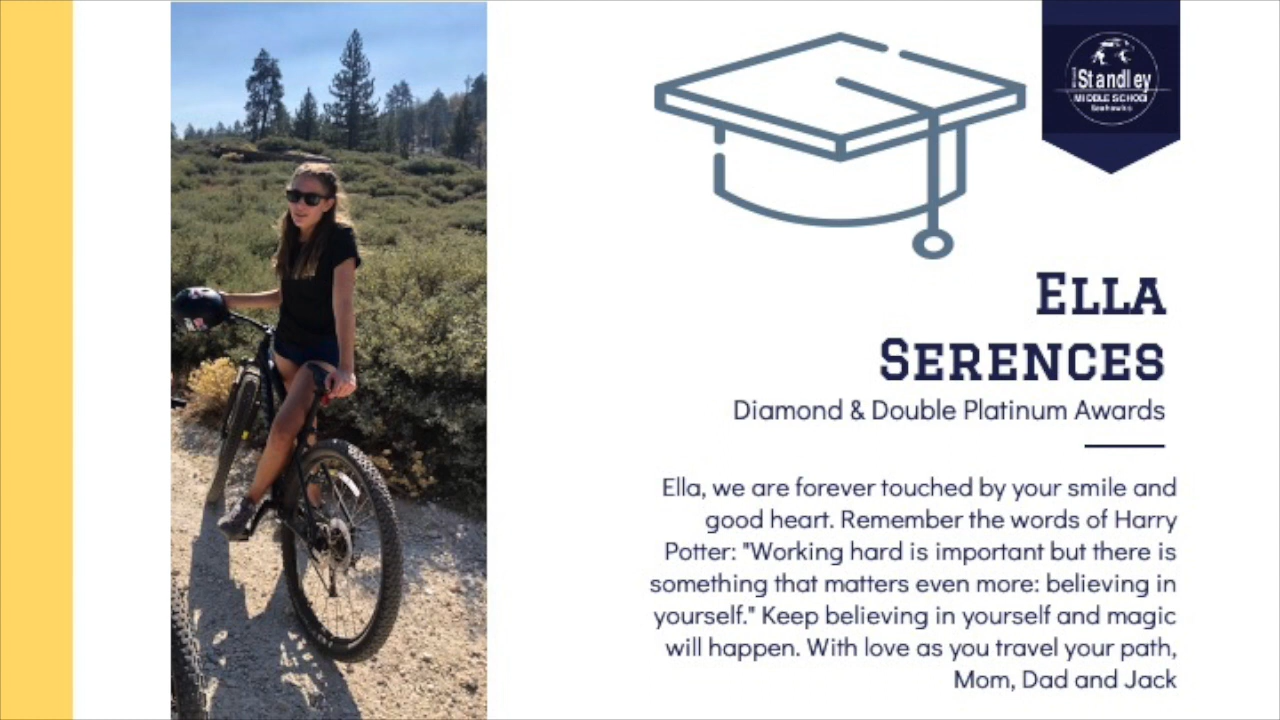 Standley
MIDDLE SCHOOL
Seahawks
ELLA
SERENCES
Diamond & Double Platinum Awards
Ella, we are forever touched by your smile and
good heart. Remember the words of Harry
Potter: "Working hard is important but there is
something that matters even more: believing in
yourself." Keep believing in yourself and magic
will happen. With love as you travel your path,
Mom, Dad and Jack